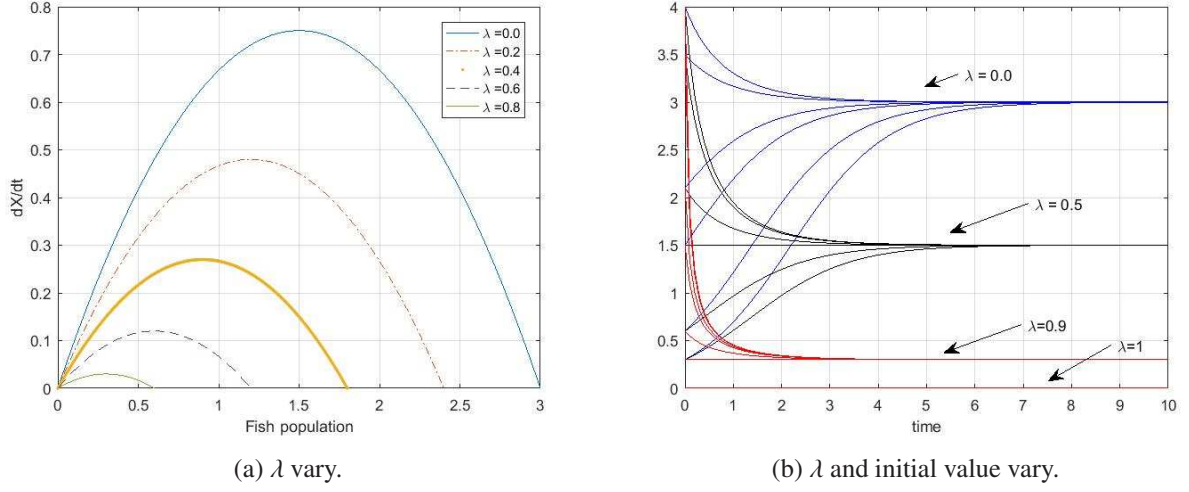 0.8
0.7
0.6
0.5
0.4
0.3
0.2
0.1
0
dX/dt
0 0.5 1 1.5 2 2.5 3
Fish population
λ =0.0
λ =0.2
λ =0.4
λ =0.6
λ =0.8
(a) λ vary.
4
3.5
3
2.5
2
1.5
1
0.5
0
λ = 0.0
λ = 0.5
λ=0.9
λ=1
0 1 2 3 4 5 6 7 8 9 10
time
(b) λ and initial value vary.